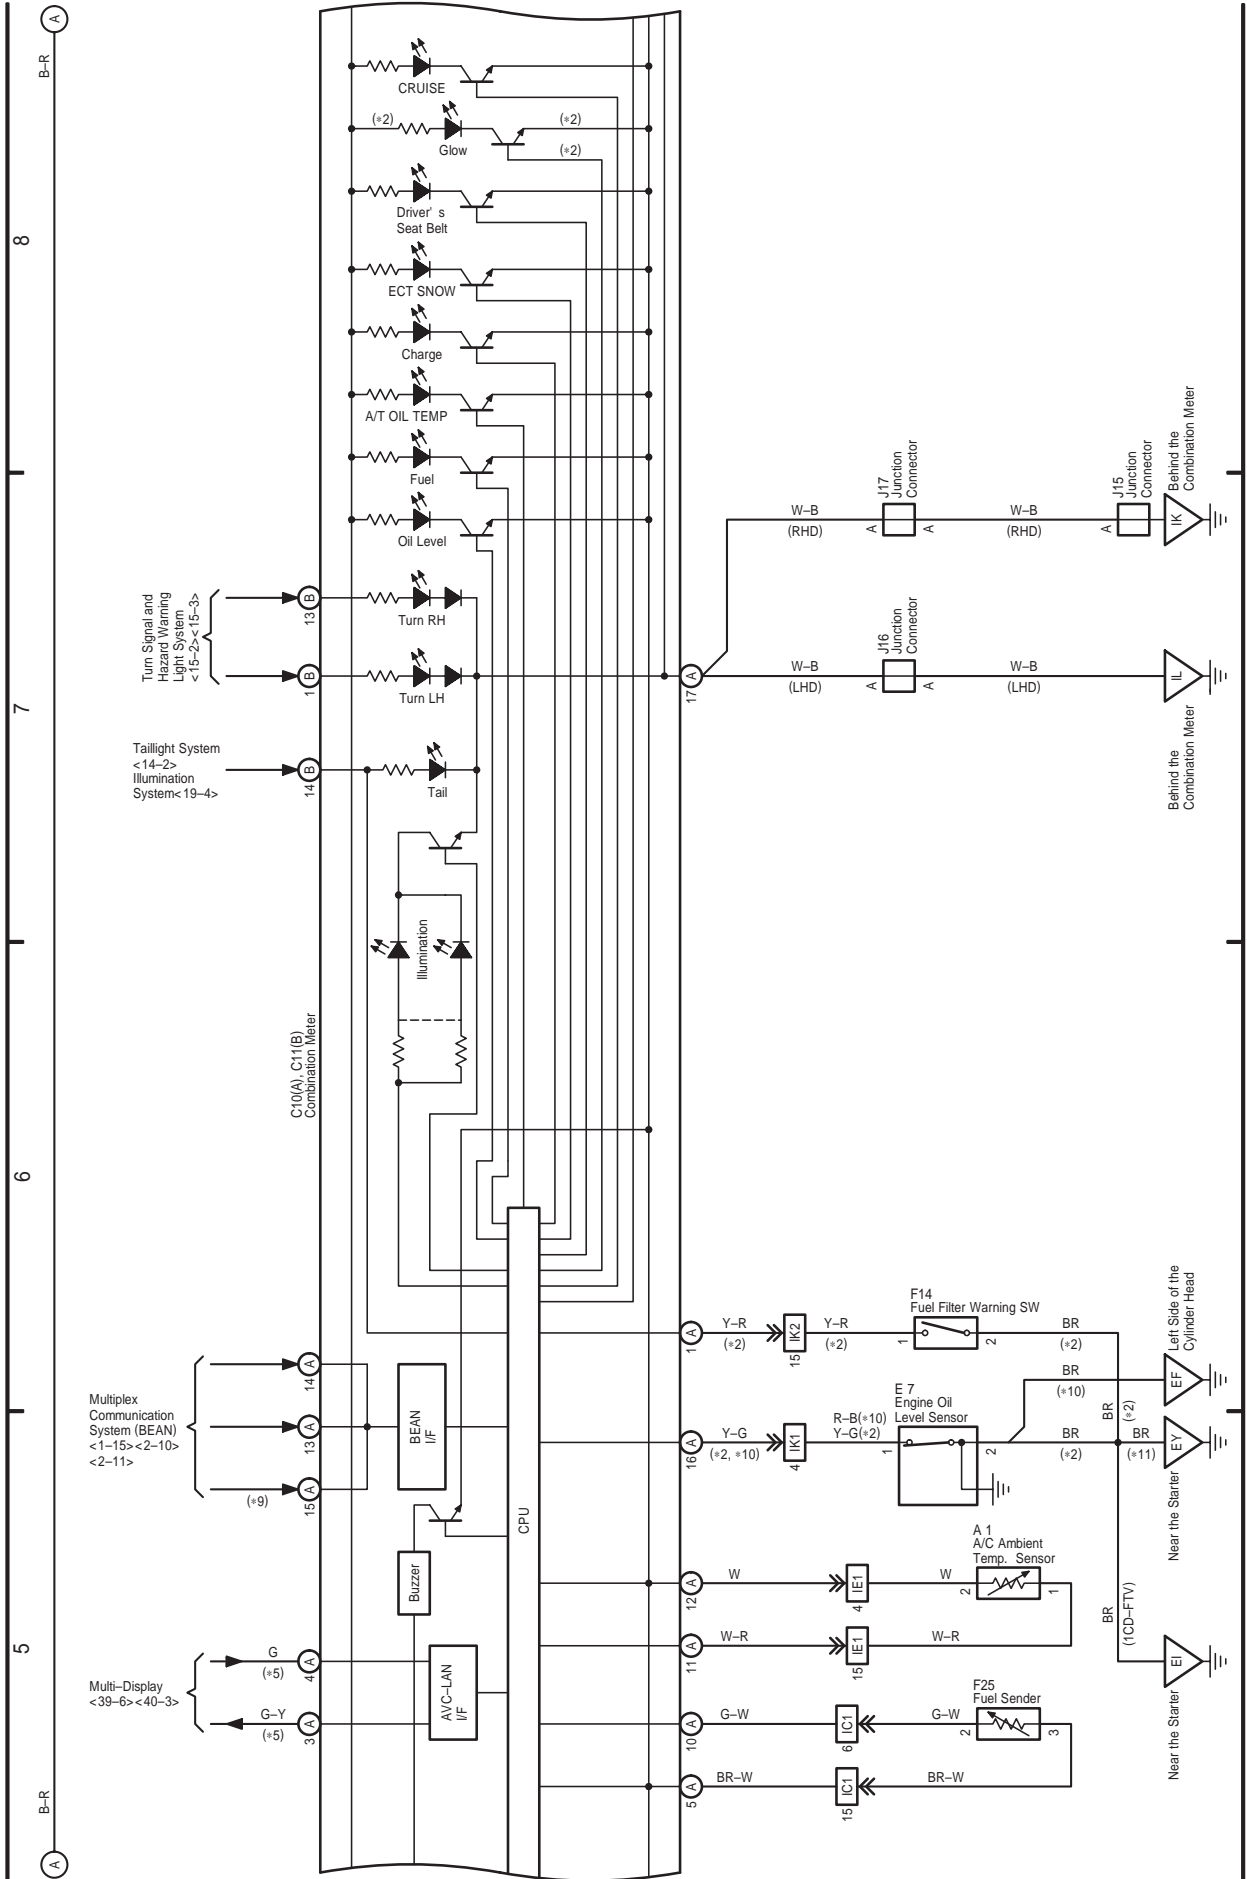 A
B–R
8
7
6
5
B–R
A
CRUISE
(*2)
(*2)
Glow
(*2)
Driver' s
Seat Belt
ECT SNOW
Charge
A/T OIL TEMP
Fuel
Oil Level
Turn RH
Turn LH
Tail
Illumination
Turn Signal and
Hazard Warning
Light System
<15–2><15–3>
13 B
1 B
Taillight System
<14–2>
Illumination
System<19–4>
14 B
C10(A), C11(B)
Combination Meter
17 A
W–B
(RHD)
A
J17
Junction
Connector
A
W–B
(RHD)
A
J15
Junction
Connector
IK
Behind the
Combination Meter
W–B
(LHD)
A
J16
Junction
Connector
A
W–B
(LHD)
IL
Behind the
Combination Meter
Multiplex
Communication
System (BEAN)
<1–15><2–10>
<2–11>
14 A
13 A
(*9)
15 A
BEAN
I/F
CPU
Buzzer
AVC–LAN
I/F
Multi–Display
<39–6><40–3>
G
(*5)
4 A
G–Y
(*5)
3 A
1 A
Y–R
(*2)
15 IK2
Y–R
(*2)
F14
Fuel Filter Warning SW
1
2
BR
(*2)
Left Side of the
Cylinder Head
EF
BR
(*10)
16 A
Y–G
(*2, *10)
4 IK1
R–B(*10)
Y–G(*2)
E 7
Engine Oil
Level Sensor
1
2
BR
(*2)
BR
(*2)
BR
(*11)
EY
Near the Starter
12 A
W
4 IE1
W
A 1
A/C Ambient
Temp. Sensor
2
1
11 A
W–R
15 IE1
W–R
BR
(1CD–FTV)
EI
Near the Starter
10 A
G–W
6 IC1
G–W
F25
Fuel Sender
2
3
5 A
BR–W
15 IC1
BR–W